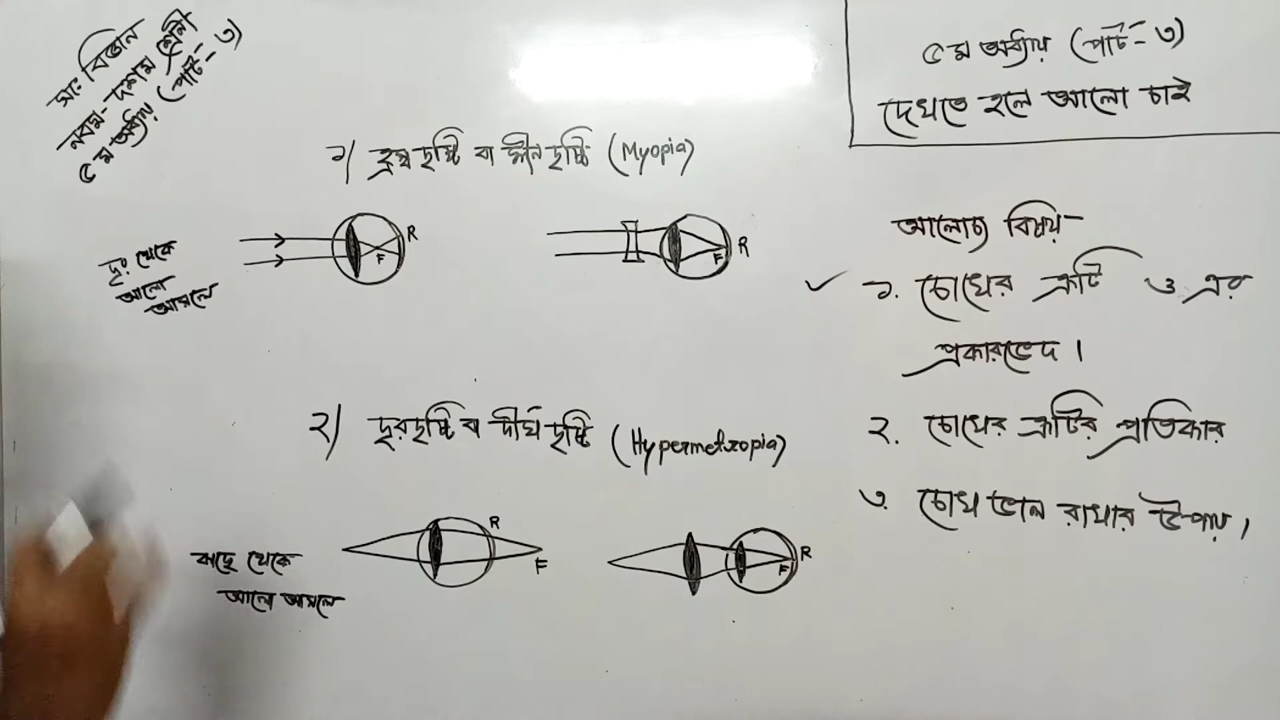 সাঃ বিজ্ঞান
নবম-দশম শ্রেনী
৫ম অধ্যায় (পার্ট-৩)
৫ম অধ্যায় (পার্ট-৩)
দেখতে হলে আলো চাই
১) হ্রস্ব দৃষ্টি বা ক্ষীন দৃষ্টি (Myopia)
R
F
R
F
দূর থেকে
আলো
আসলে
আলোচ্য বিষয়-
১. চোখের ত্রুটি ও এর
প্রকারভেদ।
২. চোখের ত্রুটির প্রতিকার
৩. চোখ ভাল রাখার উপায়।
২) দূরদৃষ্টি বা দীর্ঘ দৃষ্টি (Hypermetropia)
R
F
R
F
কাছে থেকে
আলো আসলে